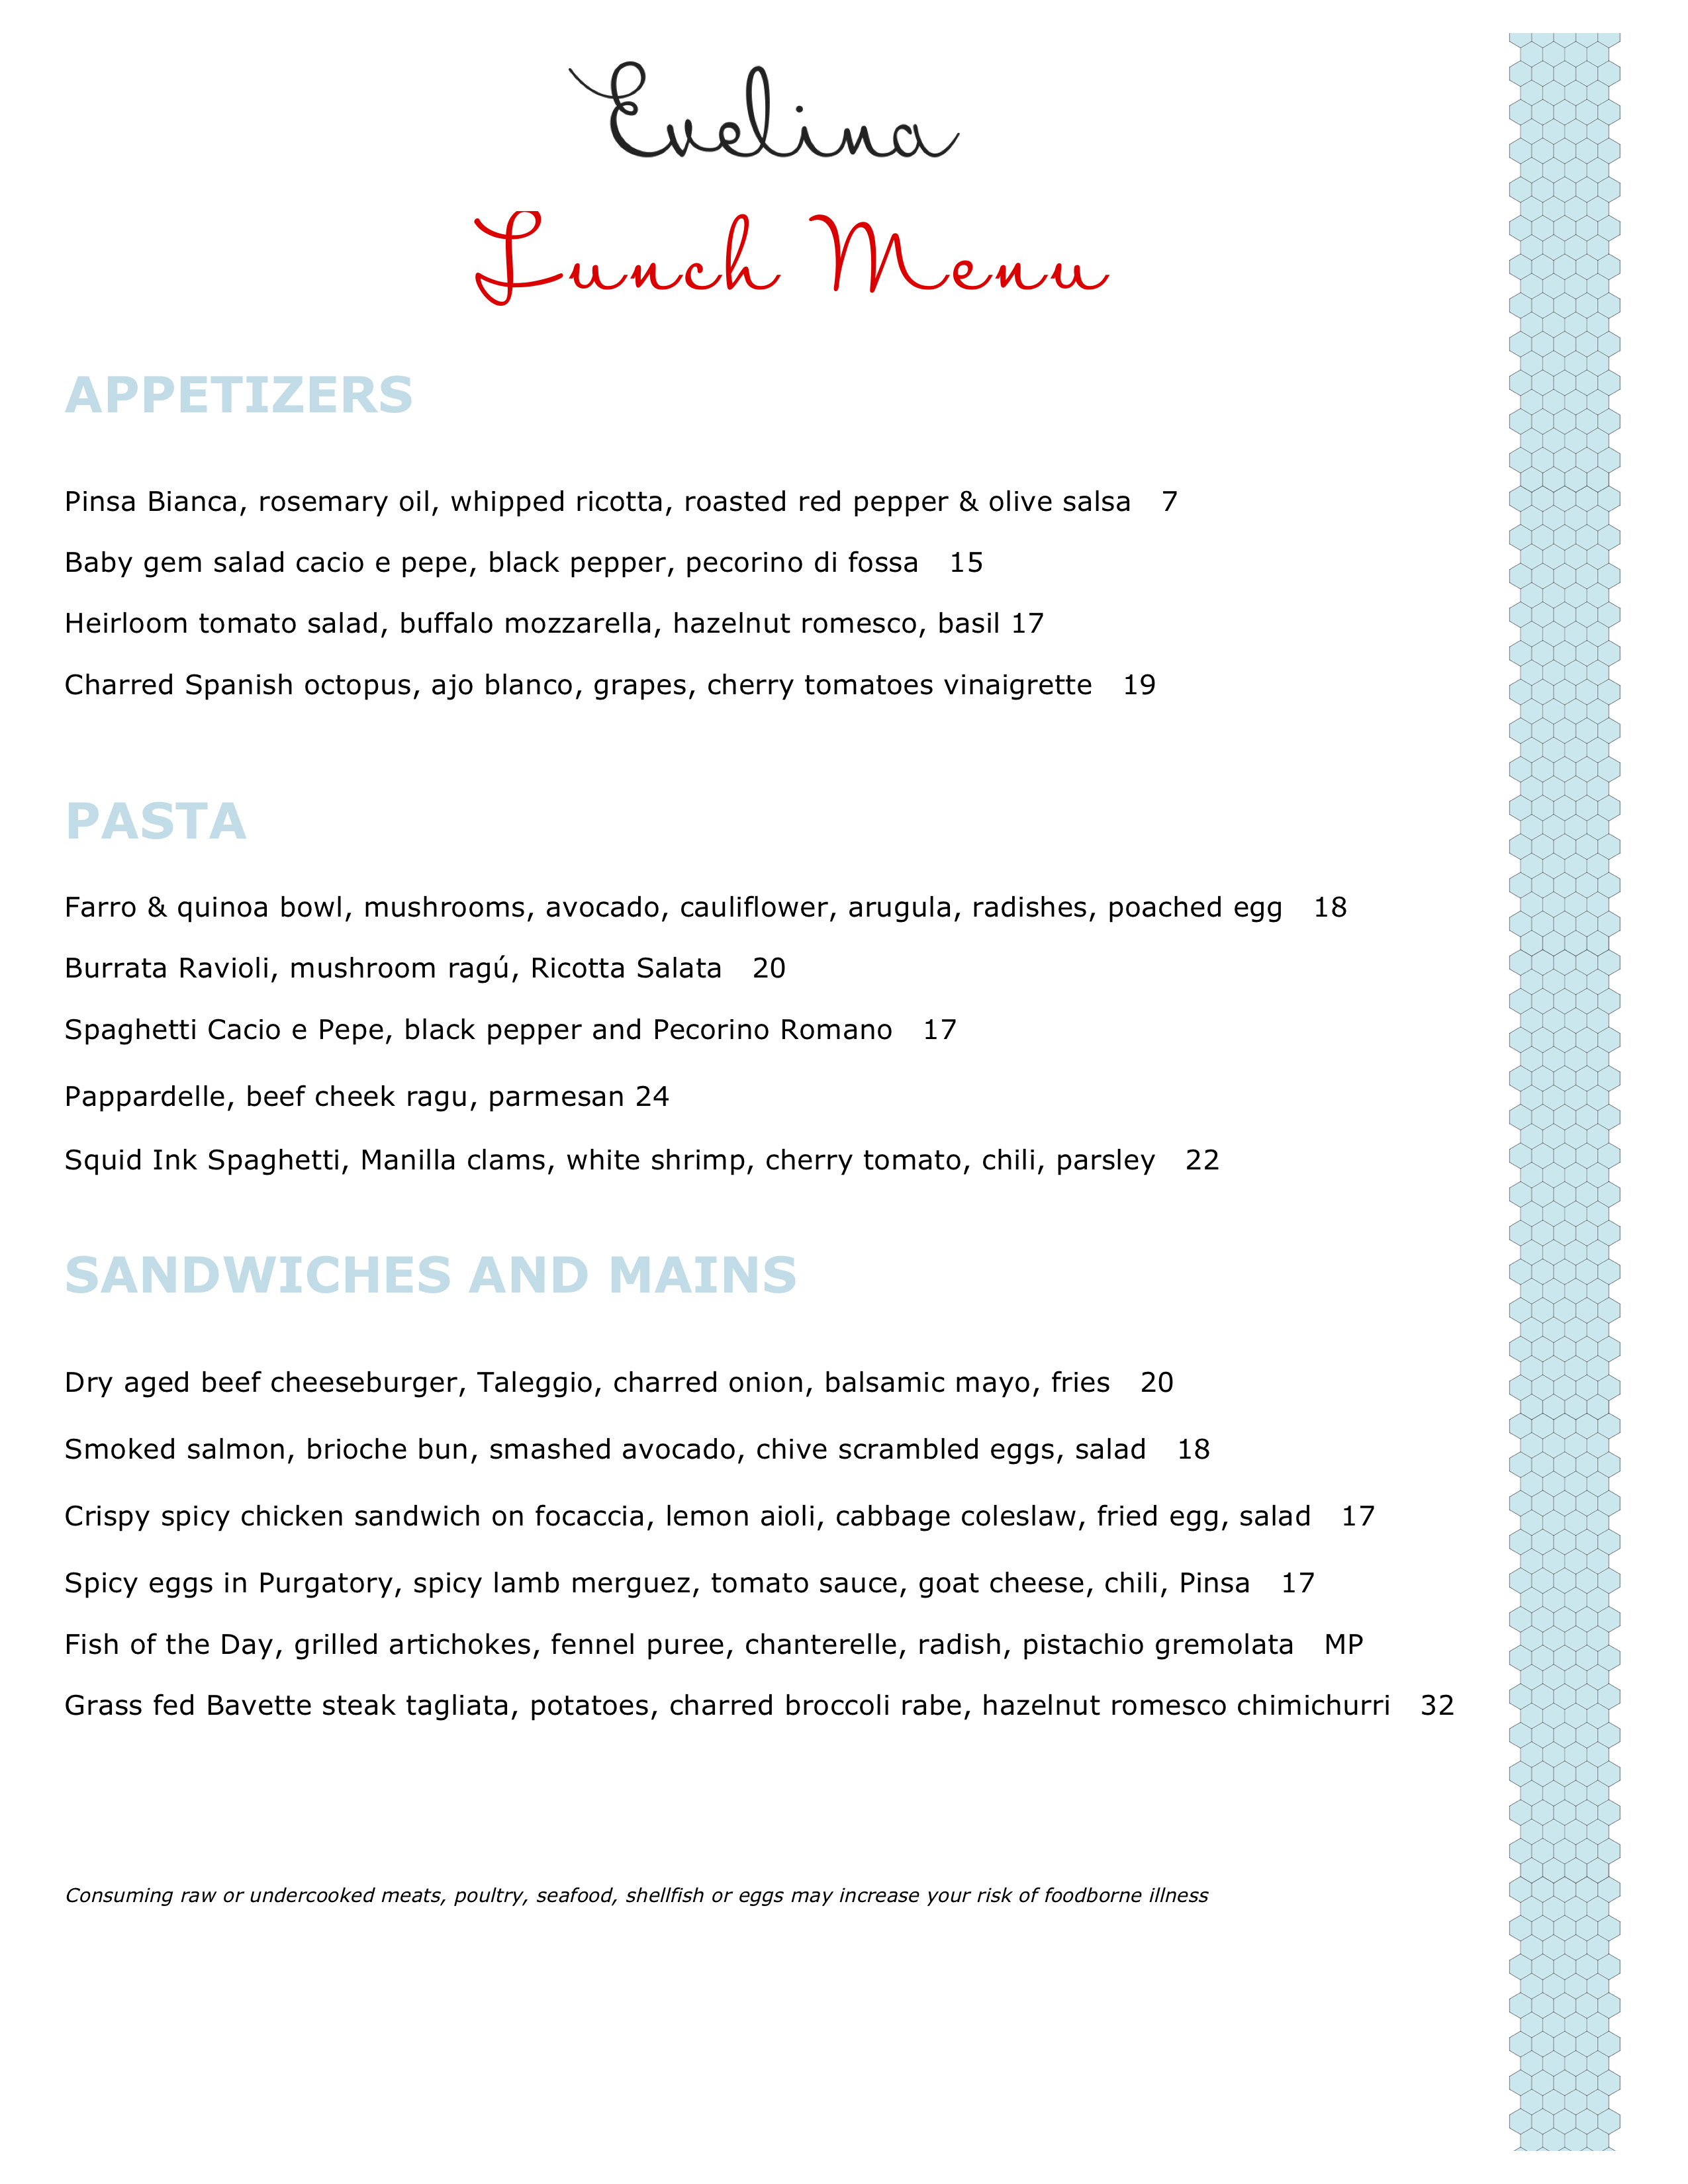 Evelina
Lunch Menu
APPETIZERS
Pinsa Bianca, rosemary oil, whipped ricotta, roasted red pepper & olive salsa 7
Baby gem salad cacio e pepe, black pepper, pecorino di fossa 15
Heirloom tomato salad, buffalo mozzarella, hazelnut romesco, basil 17
Charred Spanish octopus, ajo blanco, grapes, cherry tomatoes vinaigrette 19
PASTA
Farro & quinoa bowl, mushrooms, avocado, cauliflower, arugula, radishes, poached egg 18
Burrata Ravioli, mushroom ragú, Ricotta Salata 20
Spaghetti Cacio e Pepe, black pepper and Pecorino Romano 17
Pappardelle, beef cheek ragu, parmesan 24
Squid Ink Spaghetti, Manilla clams, white shrimp, cherry tomato, chili, parsley 22
SANDWICHES AND MAINS
Dry aged beef cheeseburger, Taleggio, charred onion, balsamic mayo, fries 20
Smoked salmon, brioche bun, smashed avocado, chive scrambled eggs, salad 18
Crispy spicy chicken sandwich on focaccia, lemon aioli, cabbage coleslaw, fried egg, salad 17
Spicy eggs in Purgatory, spicy lamb merguez, tomato sauce, goat cheese, chili, Pinsa 17
Fish of the Day, grilled artichokes, fennel puree, chanterelle, radish, pistachio gremolata MP
Grass fed Bavette steak tagliata, potatoes, charred broccoli rabe, hazelnut romesco chimichurri 32
Consuming raw or undercooked meats, poultry, seafood, shellfish or eggs may increase your risk of foodborne illness